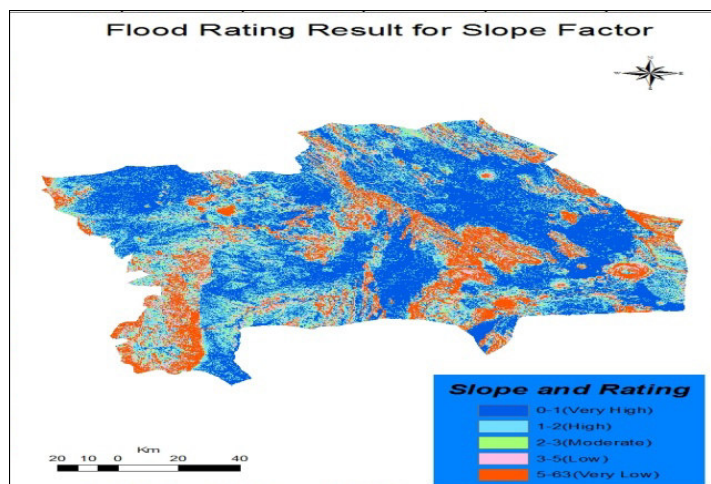 Flood Rating Result for Slope Factor
Slope and Rating
0-1(Very High)
1-2(High)
2-3(Moderate)
3-5(Low)
5-63(Very Low)
Km
20 10 0 20 40